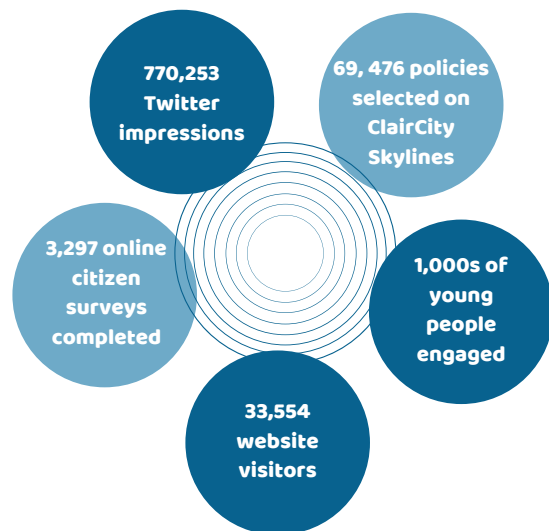 770,253
Twitter
impressions
69, 476 policies
selected on
ClairCity
Skylines
3,297 online
citizen
surveys
completed
1,000s of
young
people
engaged
33,554
website
visitors